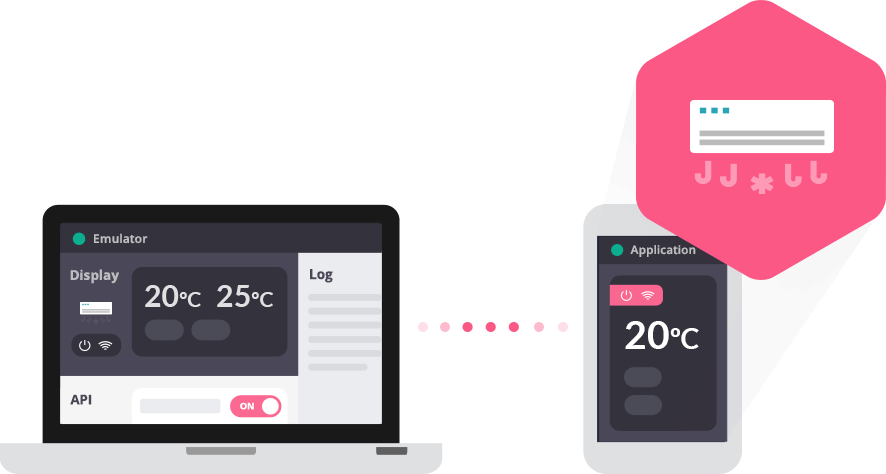 Emulator
Display
20°C 25°C
Log
API
ON
Application
20°C